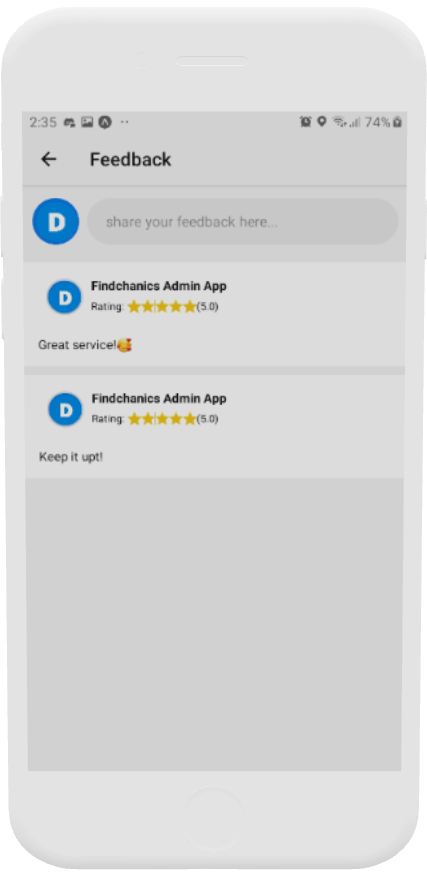 2:35 74%
Feedback
D share your feedback here...
D Findchanics Admin App
Rating: (5.0)
Great service!🥰
D Findchanics Admin App
Rating: (5.0)
Keep it upt!